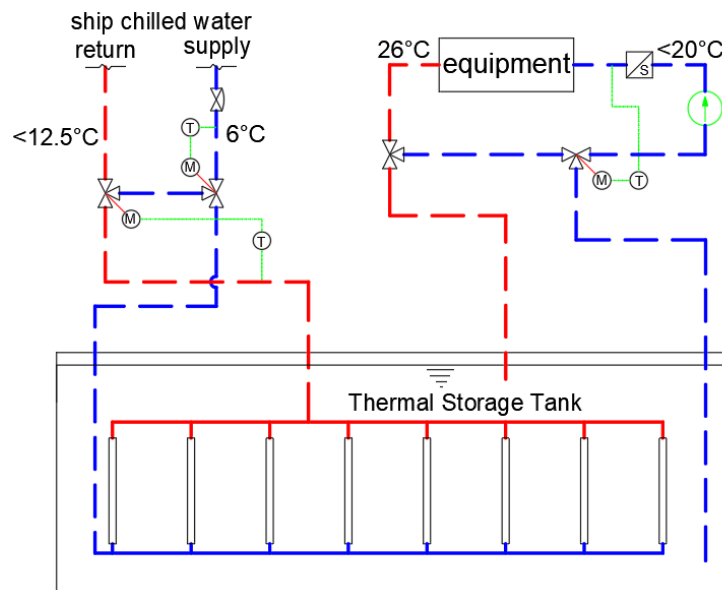 ship chilled water
return
supply
26°C
equipment
S
<20°C
<12.5°C
T
6°C
M
M
T
M
T
Thermal Storage Tank